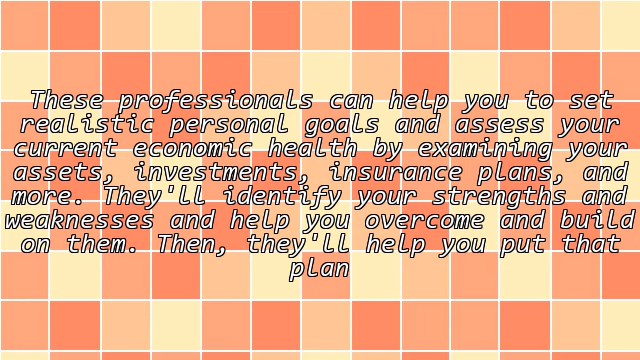 These professionals can help you to set
realistic personal goals and assess your
current economic health by examining your
assets, investments, insurance plans, and
more. They'll identify your strengths and
weaknesses and help you overcome and build
on them. Then, they'll help you put that
plan